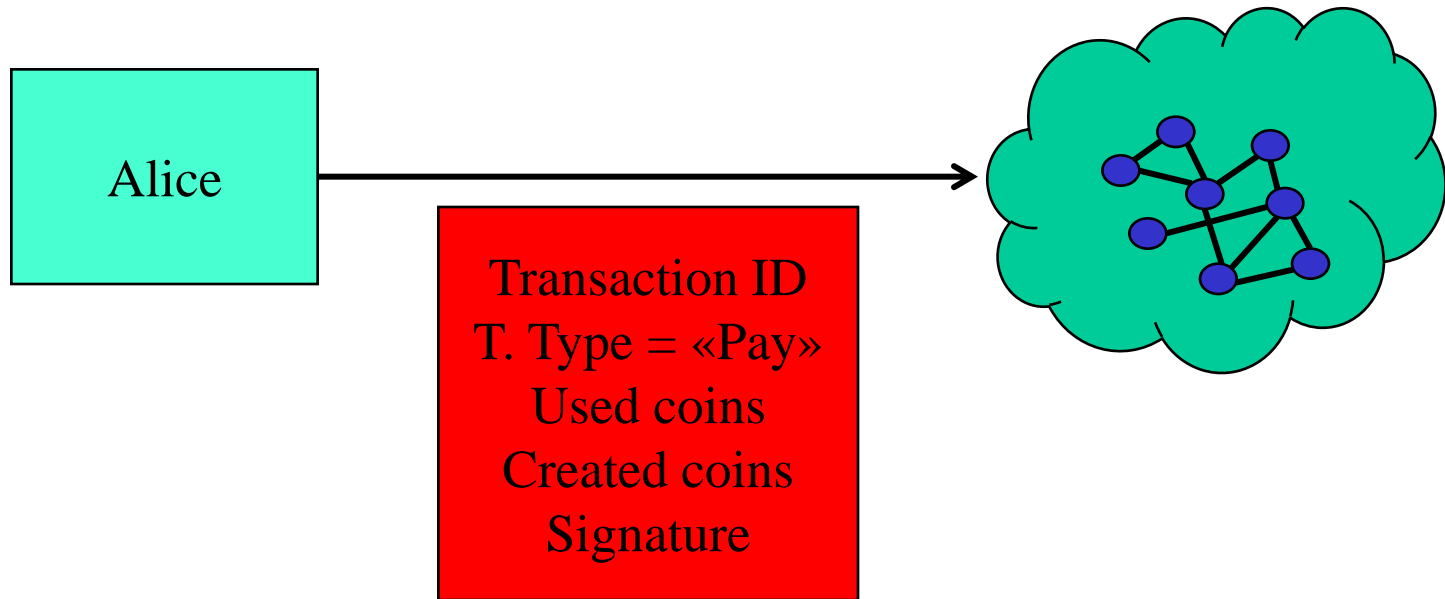 Alice
Transaction ID
T. Type = «Pay»
Used coins
Created coins
Signature